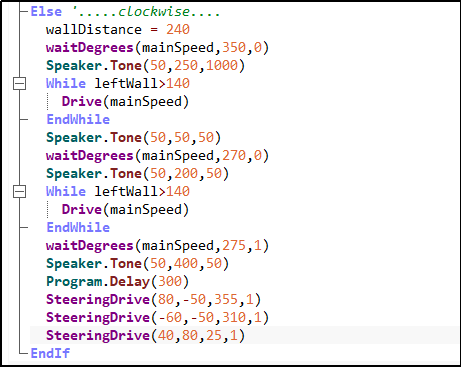 Else '.....clockwise....
wallDistance = 240
waitDegrees(mainSpeed,350,0)
Speaker.Tone(50,250,1000)
While leftWall>140
Drive(mainSpeed)
EndWhile
Speaker.Tone(50,50,50)
waitDegrees(mainSpeed,270,0)
Speaker.Tone(50,200,50)
While leftWall>140
Drive(mainSpeed)
EndWhile
waitDegrees(mainSpeed,275,1)
Speaker.Tone(50,400,50)
Program.Delay(300)
SteeringDrive(80,-50,355,1)
SteeringDrive(-60,-50,310,1)
SteeringDrive(40,80,25,1)
EndIf